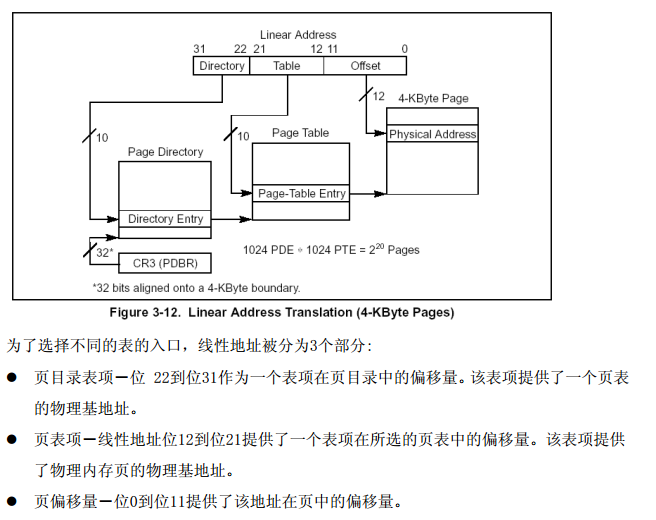 Linear Address
31 22 21 12 11 0
Directory Table Offset
12 4-KByte Page
10 10 Page Table Physical Address
Page Directory
Page-Table Entry
Directory Entry
32* 1024 PDE * 1024 PTE = 2²⁰ Pages
CR3 (PDBR)
*32 bits aligned onto a 4-KByte boundary.
Figure 3-12. Linear Address Translation (4-KByte Pages)
为了选择不同的表的入口，线性地址被分为3个部分:
● 页目录表项－位 22到位31作为一个表项在页目录中的偏移量。该表项提供了一个页表
的物理基地址。
● 页表项－线性地址位12到位21提供了一个表项在所选的页表中的偏移量。该表项提供
了物理内存页的物理基地址。
● 页偏移量－位0到位11提供了该地址在页中的偏移量。